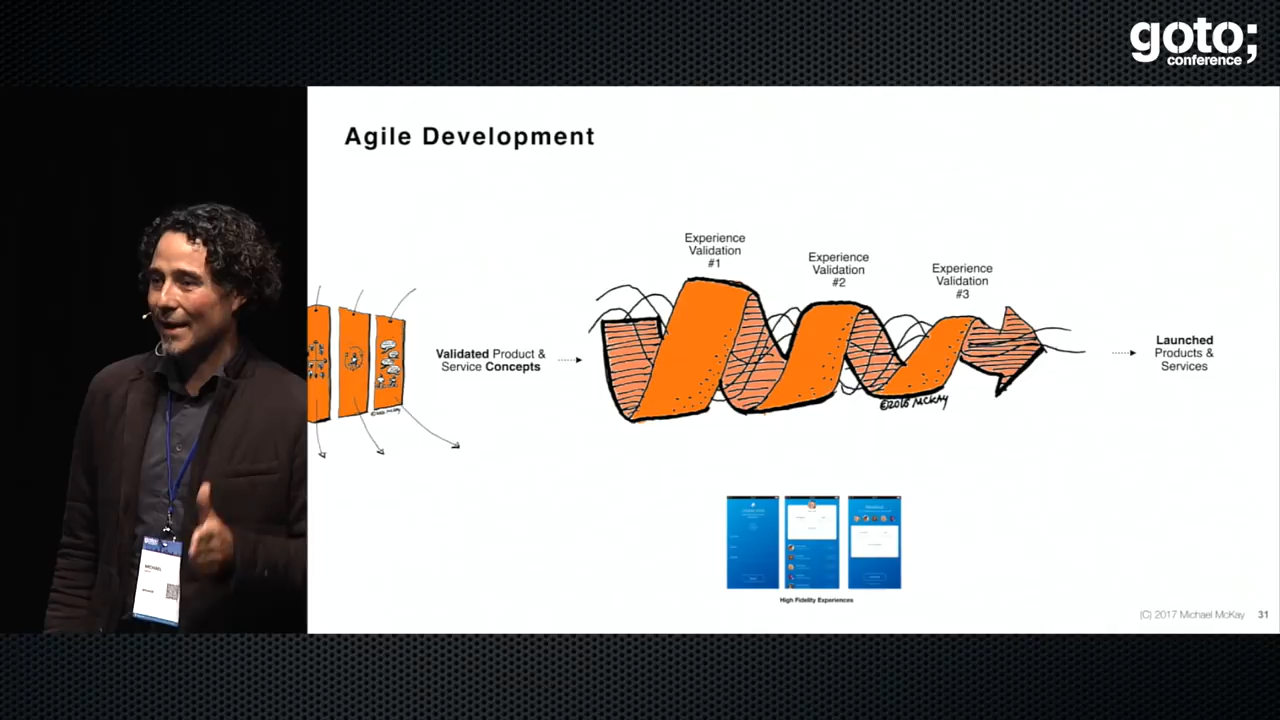 goto;
conference
Agile Development
Experience
Validation
#1
Experience
Validation
#2
Experience
Validation
#3
Validated Product &
Service Concepts
Launched
Products &
Services
©2016 McKAY
High Fidelity Experiences
(C) 2017 Michael McKay 31
MICHAEL